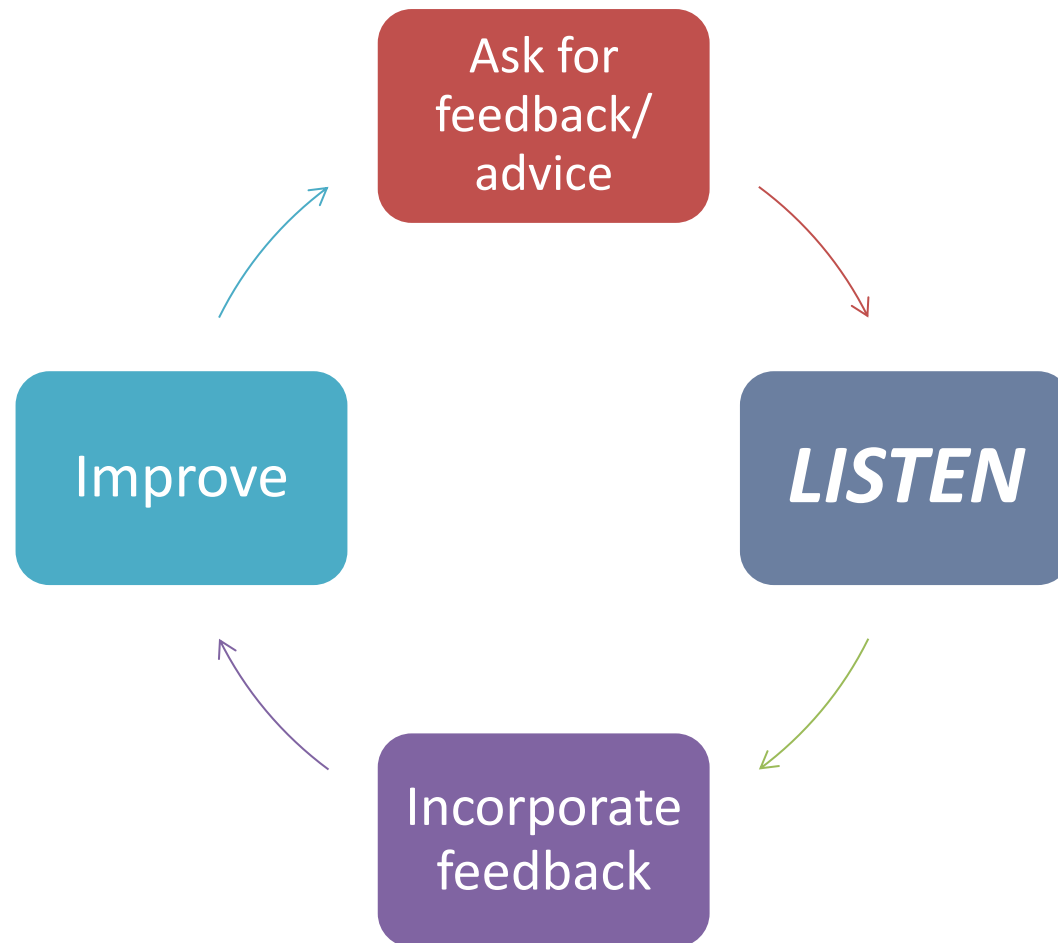 Ask for
feedback/
advice
LISTEN
Incorporate
feedback
Improve